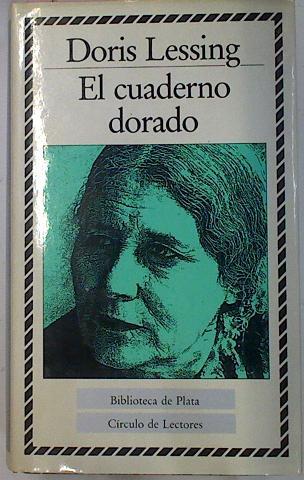 Doris Lessing
El cuaderno
dorado
Biblioteca de Plata
Círculo de Lectores